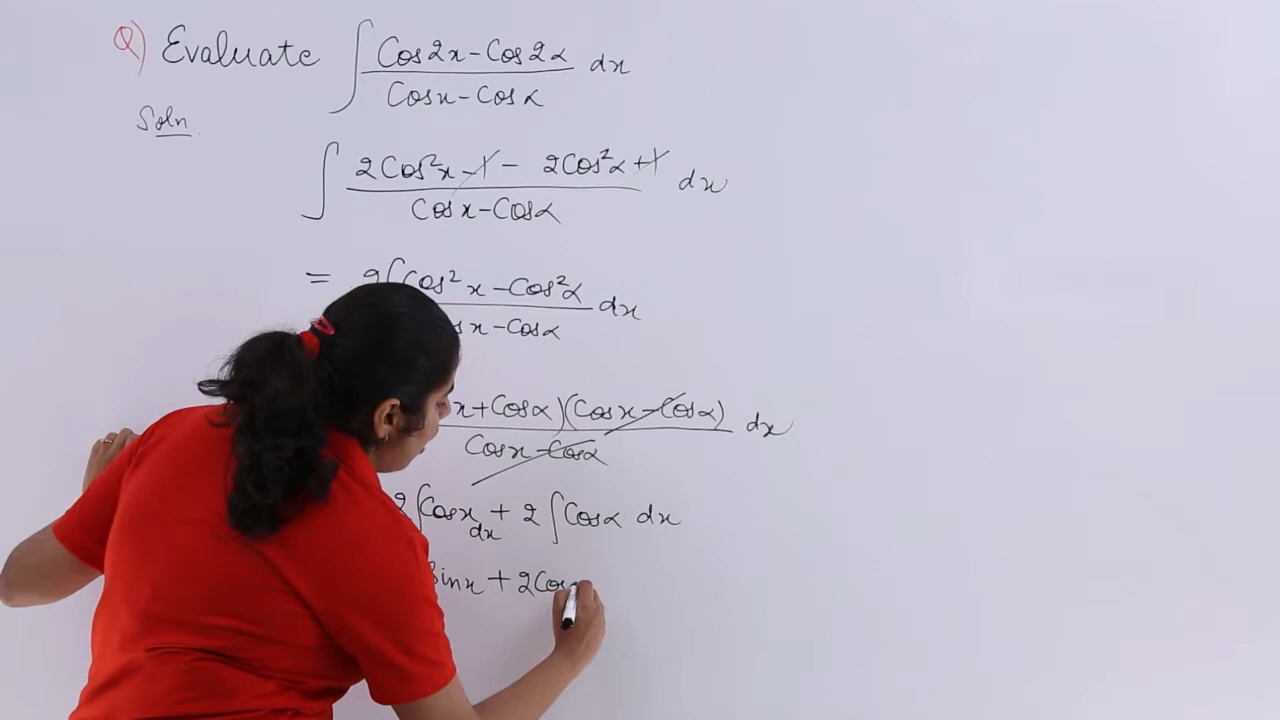 Q) Evaluate ∫ (Cos2x - Cos2α)/(Cosx - Cosα) dx
Soln.
∫ (2Cos²x - 1 - 2Cos²α + 1)/(Cosx - Cosα) dx
= 2∫ (Cos²x - Cos²α)/(Cosx - Cosα) dx
x + Cosα)(Cosx - Cosα)/(Cosx - Cosα) dx
2∫Cosx dx + 2∫Cosα dx
Sinx + 2Cos